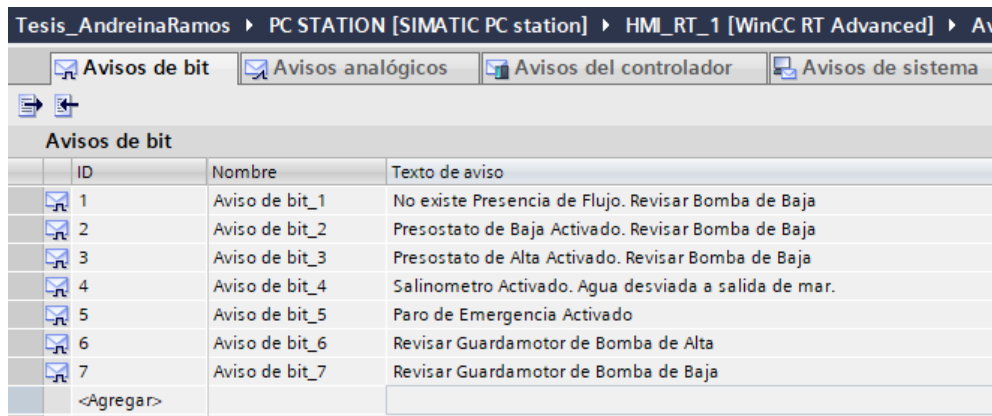 Tesis_AndreinaRamos ▸ PC STATION [SIMATIC PC station] ▸ HMI_RT_1 [WinCC RT Advanced] ▸ Av
Avisos de bit Avisos analógicos Avisos del controlador Avisos de sistema
Avisos de bit
ID Nombre Texto de aviso
1 Aviso de bit_1 No existe Presencia de Flujo. Revisar Bomba de Baja
2 Aviso de bit_2 Presostato de Baja Activado. Revisar Bomba de Baja
3 Aviso de bit_3 Presostato de Alta Activado. Revisar Bomba de Baja
4 Aviso de bit_4 Salinometro Activado. Agua desviada a salida de mar.
5 Aviso de bit_5 Paro de Emergencia Activado
6 Aviso de bit_6 Revisar Guardamotor de Bomba de Alta
7 Aviso de bit_7 Revisar Guardamotor de Bomba de Baja
<Agregar>